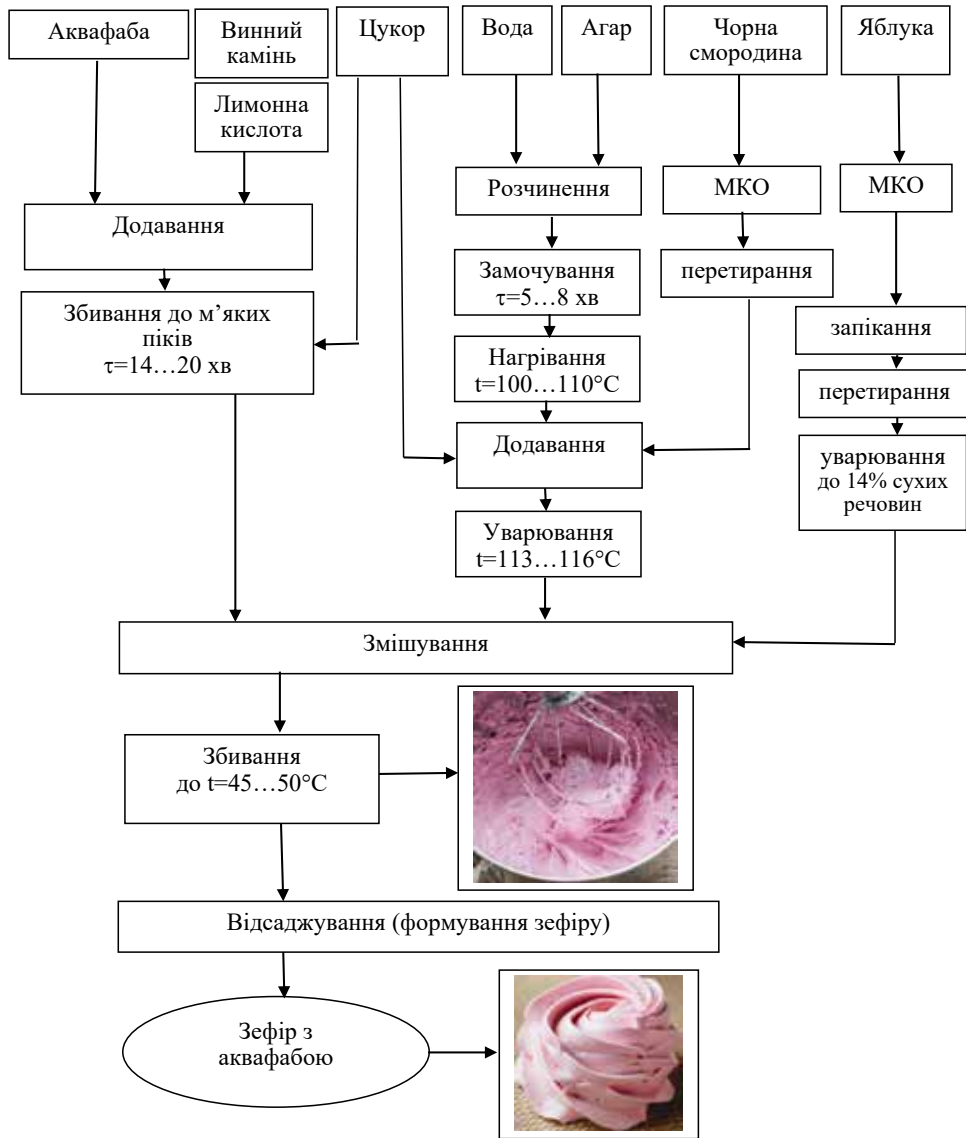 Аквафаба
Винний
камінь
Цукор
Вода
Агар
Чорна
смородина
Яблука
Лимонна
кислота
Розчинення
МКО
МКО
Додавання
Замочування
τ=5…8 хв
перетирання
Збивання до м’яких
піків
τ=14…20 хв
запікання
Нагрівання
t=100…110°С
перетирання
Додавання
уварювання
до 14% сухих
речовин
Уварювання
t=113…116°С
Змішування
Збивання
до t=45…50°С
Відсаджування (формування зефіру)
Зефір з
аквафабою